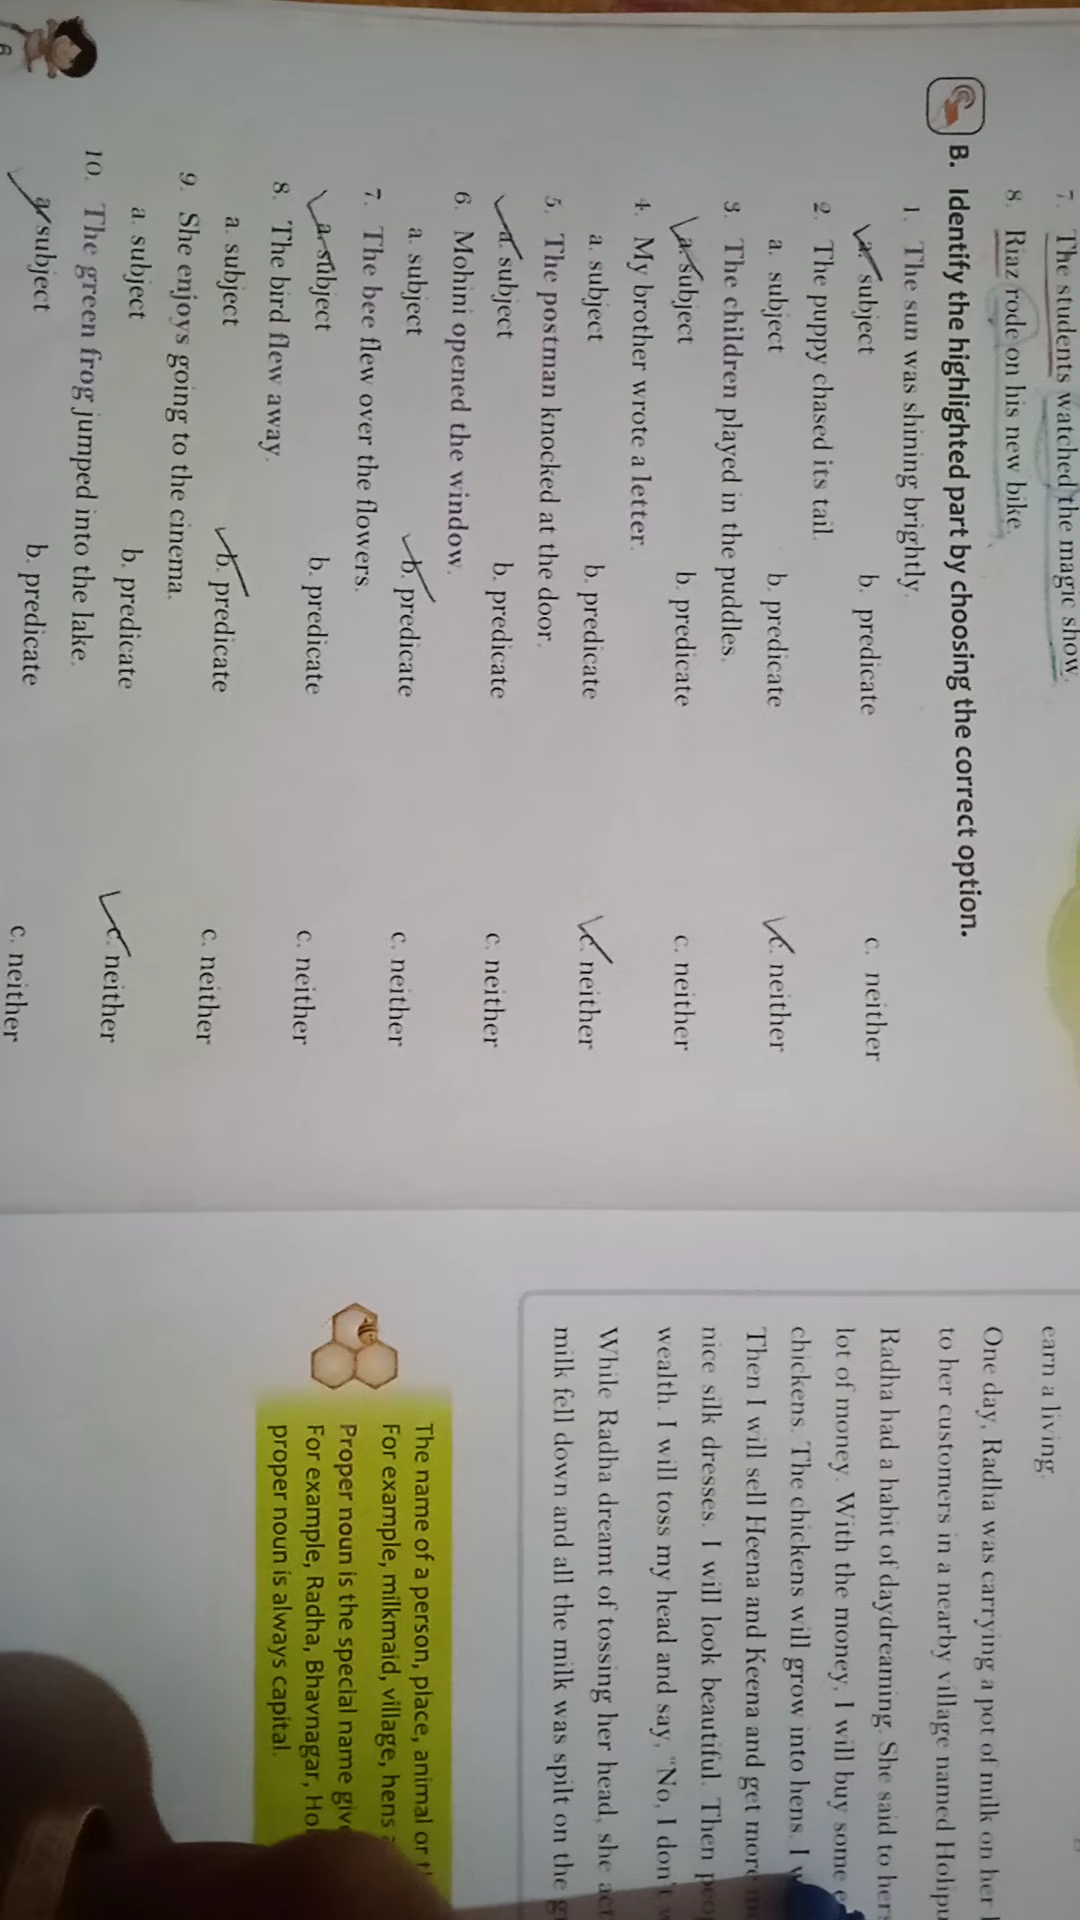 7. The students watched the magic show.
8. Riaz rode on his new bike.
B. Identify the highlighted part by choosing the correct option.
1. The sun was shining brightly.
a. subject b. predicate c. neither
2. The puppy chased its tail.
a. subject b. predicate c. neither
3. The children played in the puddles.
a. subject b. predicate c. neither
4. My brother wrote a letter.
a. subject b. predicate c. neither
5. The postman knocked at the door.
a. subject b. predicate c. neither
6. Mohini opened the window.
a. subject b. predicate c. neither
7. The bee flew over the flowers.
a. subject b. predicate c. neither
8. The bird flew away.
a. subject b. predicate c. neither
9. She enjoys going to the cinema.
a. subject b. predicate c. neither
10. The green frog jumped into the lake.
a. subject b. predicate c. neither
6
earn a living.
One day, Radha was carrying a pot of milk on her
to her customers in a nearby village named
Radha had a habit of daydreaming. She said to
lot of money. With the money, I will buy some
chickens. The chickens will grow into hens. I
Then I will sell Heena and Keena and get more
nice silk dresses. I will look beautiful. Then
wealth. I will toss my head and say, "No, I don't
While Radha dreamt of tossing her head, she
milk fell down and all the milk was spilt on the
The name of a person, place, animal or
For example, milkmaid, village, hens
Proper noun is the special name
For example, Radha, Bhavnagar,
proper noun is always capital.